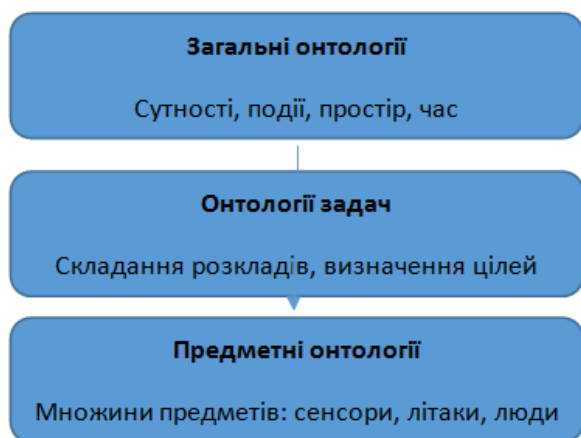 Загальні онтології
Сутності, події, простір, час
Онтології задач
Складання розкладів, визначення цілей
Предметні онтології
Множини предметів: сенсори, літаки, люди